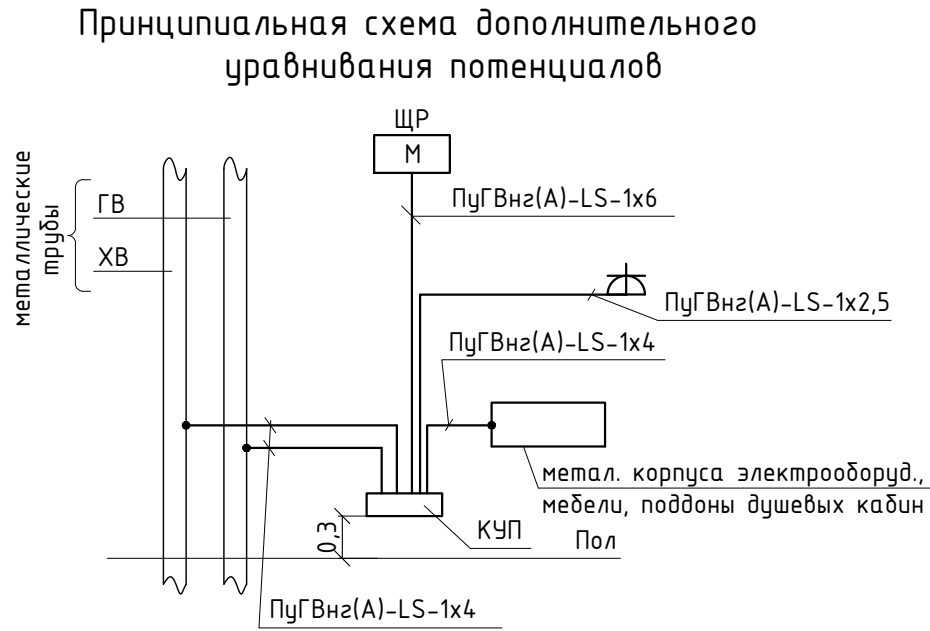 Принципиальная схема дополнительного
уравнивания потенциалов
ЩР
М
металлические
трубы
ГВ
ХВ
ПуГВнг(А)-LS-1х6
ПуГВнг(А)-LS-1х2,5
ПуГВнг(А)-LS-1х4
метал. корпуса электрооборуд.,
мебели, поддоны душевых кабин
КУП
0,3
Пол
ПуГВнг(А)-LS-1х4